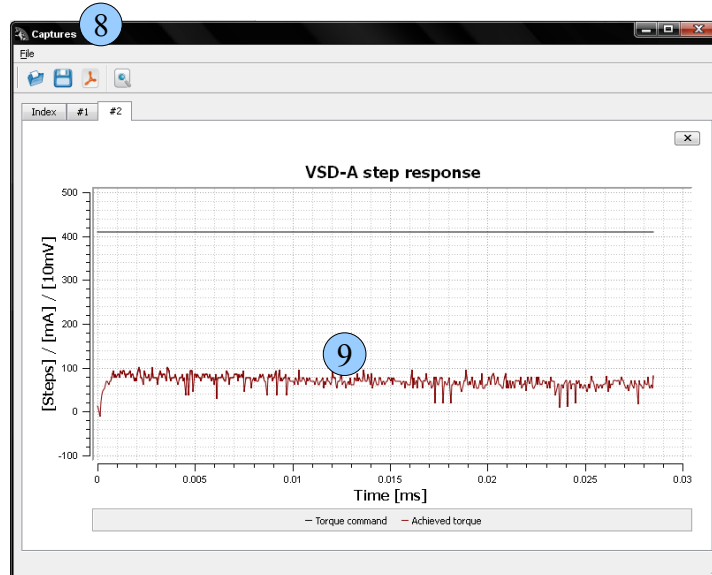 8
Captures
File
Index #1 #2
VSD-A step response
[Steps] / [mA] / [10mV]
500
400
300
200
100
0
-100
9
0 0.005 0.01 0.015 0.02 0.025 0.03
Time [ms]
Torque command Achieved torque